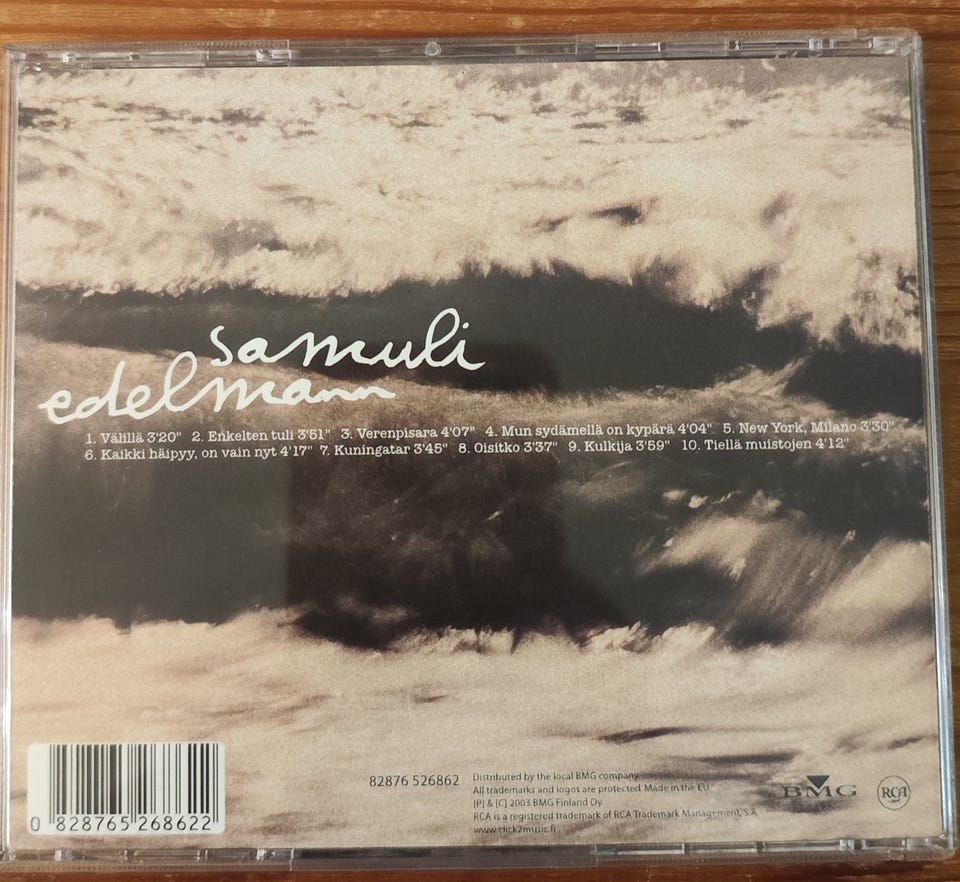 samuli
edelmann
1. Välillä 3'20" 2. Enkelten tuli 3'51" 3. Verenpisara 4'07" 4. Mun sydämellä on kypärä 4'04" 5. New York, Milano 3'30"
6. Kaikki häipyy, on vain nyt 4'17" 7. Kuningatar 3'45" 8. Oisitko 3'37" 9. Kulkija 3'59" 10. Tiellä muistojen 4'12"
82876 526862
Distributed by the local BMG company.
All trademarks and logos are protected. Made in the EU.
[P] & [C] 2003 BMG Finland Oy
RCA is a registered trademark of RCA Trademark Management, S.A
www.click2music.fi
BMG
RCA
0 828765 268622